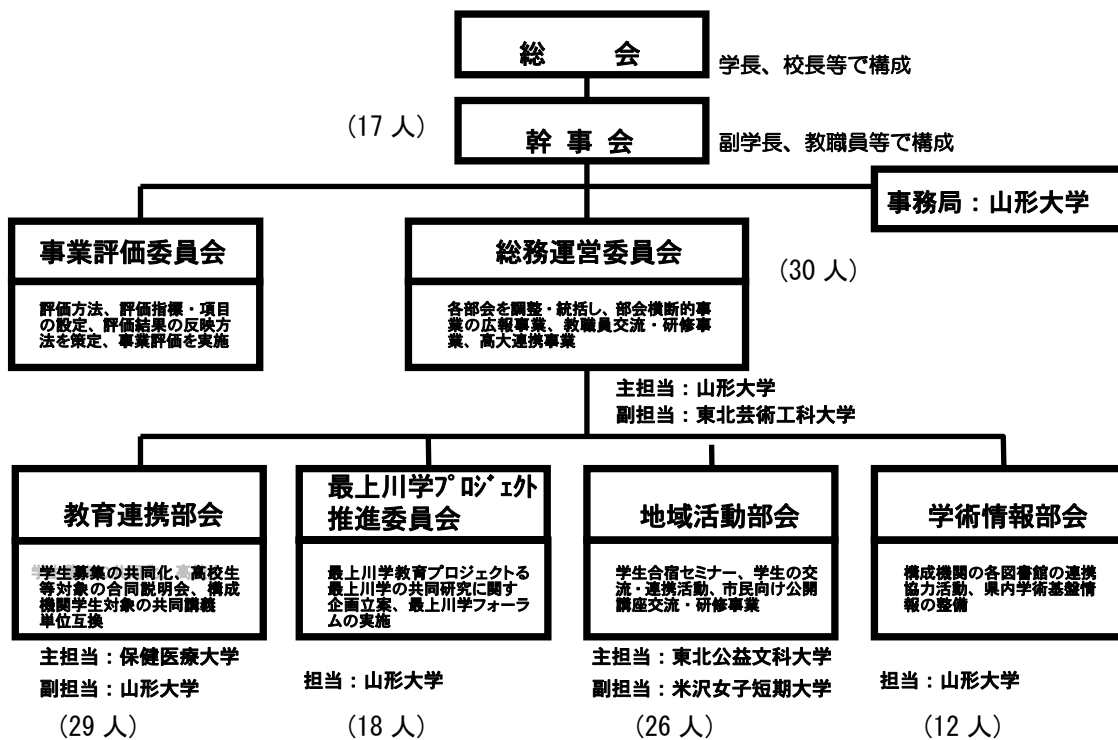 総　会
学長、校長等で構成
(17 人)
幹 事 会
副学長、教職員等で構成
事務局：山形大学
事業評価委員会
評価方法、評価指標・項目
の設定、評価結果の反映方
法を策定、事業評価を実施
総務運営委員会
(30 人)
各部会を調整・統括し、部会横断的事
業の広報事業、教職員交流・研修事
業、高大連携事業
主担当：山形大学
副担当：東北芸術工科大学
教育連携部会
学生募集の共同化、高校生
等対象の合同説明会、構成
機関学生対象の共同講義
単位互換
主担当：保健医療大学
副担当：山形大学
(29 人)
最上川学ﾌﾟﾛｼﾞｪｸﾄ
推進委員会
最上川学教育プロジェクトる
最上川学の共同研究に関す
企画立案、最上川学フォーラ
ムの実施
担当：山形大学
(18 人)
地域活動部会
学生合宿セミナー、学生の交
流・連携活動、市民向け公開
講座交流・研修事業
主担当：東北公益文科大学
副担当：米沢女子短期大学
(26 人)
学術情報部会
構成機関の各図書館の連携
協力活動、県内学術基盤情
報の整備
担当：山形大学
(12 人)